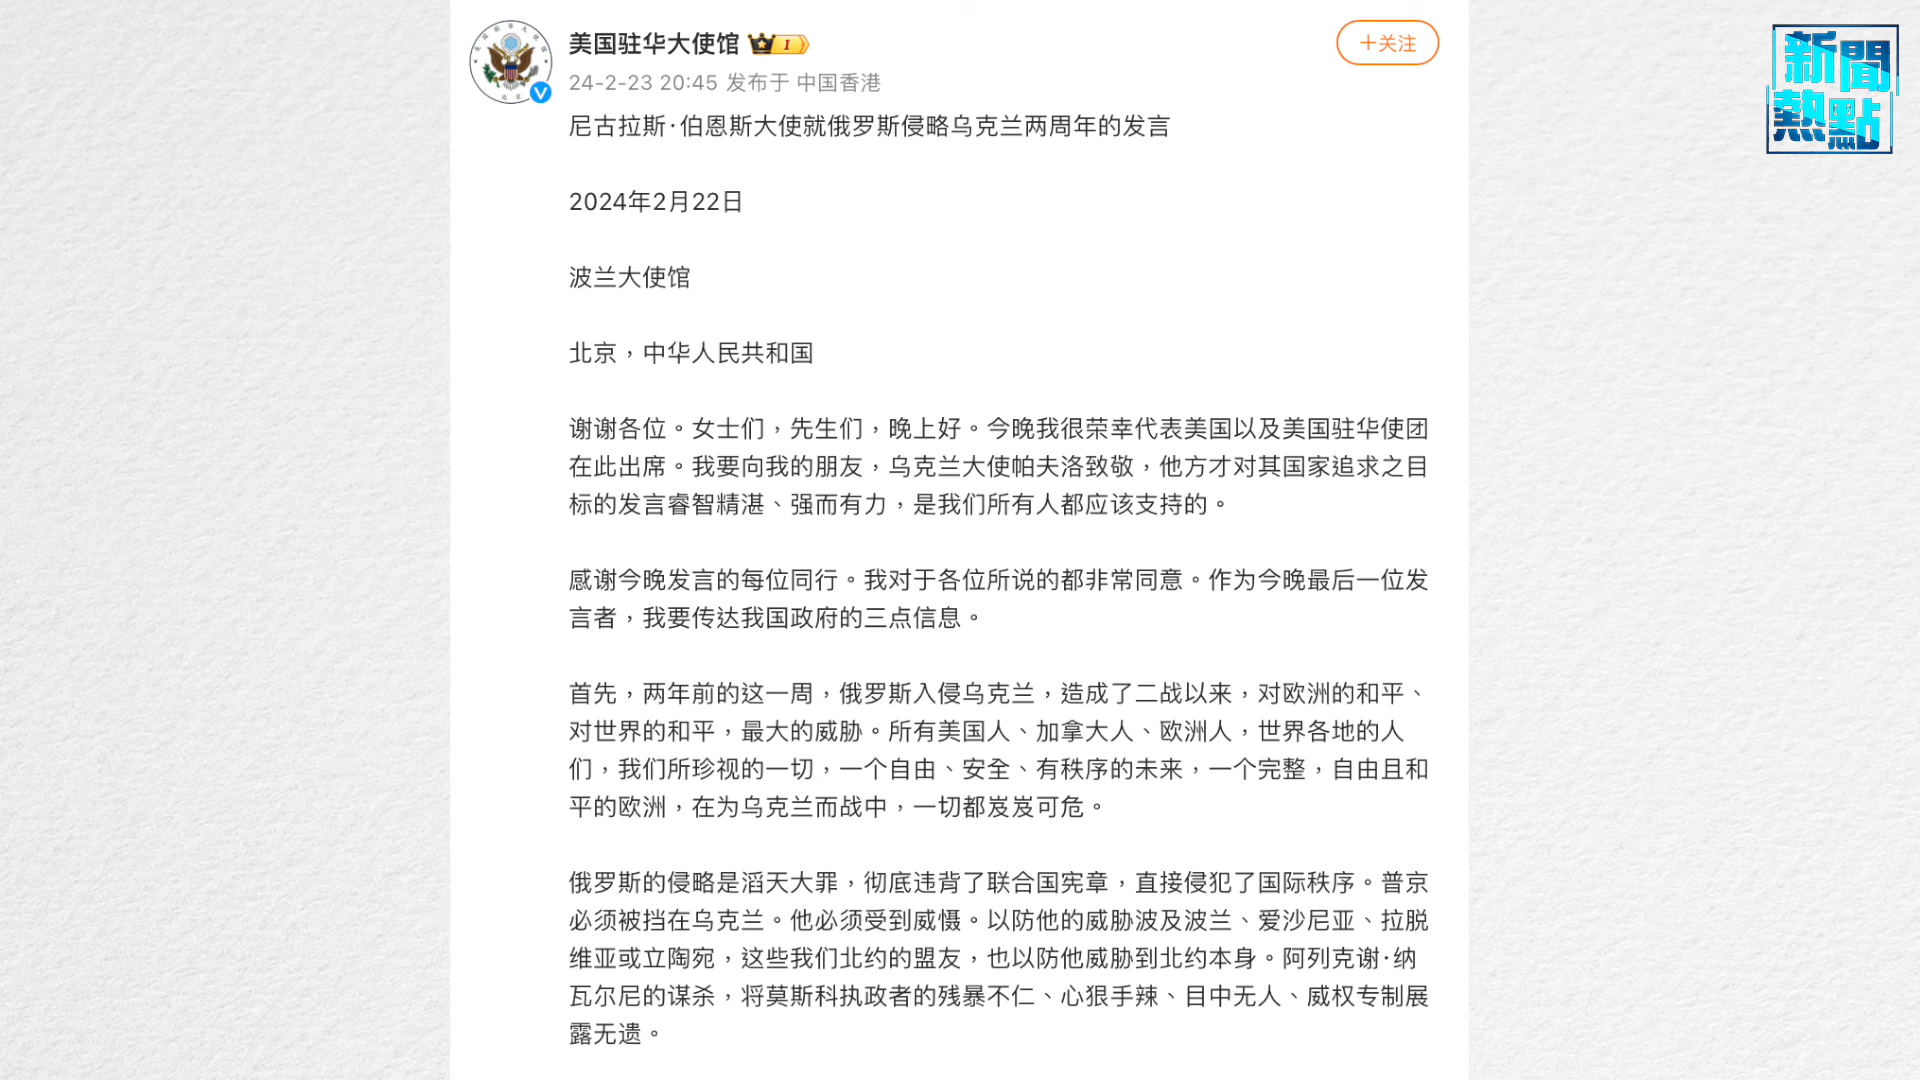 美国驻华大使馆
24-2-23 20:45 发布于 中国香港
+关注
新聞
熱點
尼古拉斯·伯恩斯大使就俄罗斯侵略乌克兰两周年的发言
2024年2月22日
波兰大使馆
北京，中华人民共和国
谢谢各位。女士们，先生们，晚上好。今晚我很荣幸代表美国以及美国驻华使团
在此出席。我要向我的朋友，乌克兰大使帕夫洛致敬，他方才对其国家追求之目
标的发言睿智精湛、强而有力，是我们所有人都应该支持的。
感谢今晚发言的每位同行。我对于各位所说的都非常同意。作为今晚最后一位发
言者，我要传达我国政府的三点信息。
首先，两年前的这一周，俄罗斯入侵乌克兰，造成了二战以来，对欧洲的和平、
对世界的和平，最大的威胁。所有美国人、加拿大人、欧洲人，世界各地的人
们，我们所珍视的一切，一个自由、安全、有秩序的未来，一个完整，自由且和
平的欧洲，在为乌克兰而战中，一切都岌岌可危。
俄罗斯的侵略是滔天大罪，彻底违背了联合国宪章，直接侵犯了国际秩序。普京
必须被挡在乌克兰。他必须受到威慑。以防他的威胁波及波兰、爱沙尼亚、拉脱
维亚或立陶宛，这些我们北约的盟友，也以防他威胁到北约本身。阿列克谢·纳
瓦尔尼的谋杀，将莫斯科执政者的残暴不仁、心狠手辣、目中无人、威权专制展
露无遗。